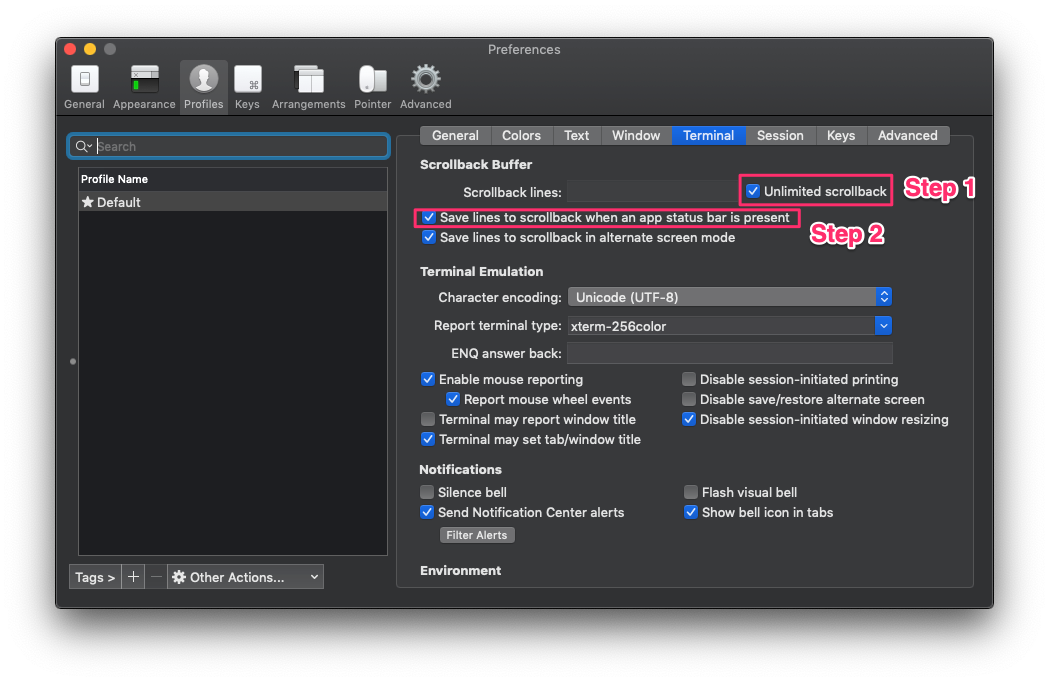 Preferences
General Appearance Profiles Keys Arrangements Pointer Advanced
Search
Profile Name
Default
Tags > + − Other Actions...
General Colors Text Window Terminal Session Keys Advanced
Scrollback Buffer
Scrollback lines: Unlimited scrollback Step 1
Save lines to scrollback when an app status bar is present
Step 2
Save lines to scrollback in alternate screen mode
Terminal Emulation
Character encoding: Unicode (UTF-8)
Report terminal type: xterm-256color
ENQ answer back:
Enable mouse reporting Disable session-initiated printing
Report mouse wheel events Disable save/restore alternate screen
Terminal may report window title Disable session-initiated window resizing
Terminal may set tab/window title
Notifications
Silence bell Flash visual bell
Send Notification Center alerts Show bell icon in tabs
Filter Alerts
Environment